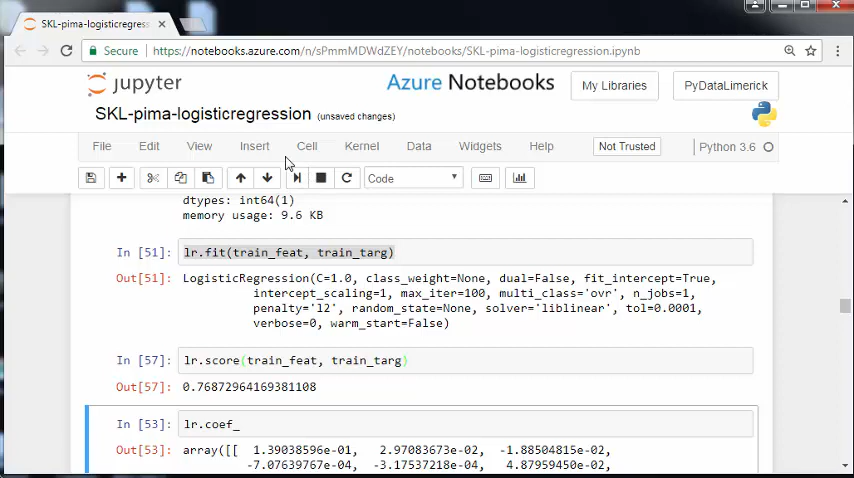 SKL-pima-logisticregress
Secure https://notebooks.azure.com/n/sPmmMDWdZEY/notebooks/SKL-pima-logisticregression.ipynb
jupyter
Azure Notebooks
My Libraries
PyDataLimerick
SKL-pima-logisticregression (unsaved changes)
File Edit View Insert Cell Kernel Data Widgets Help Not Trusted Python 3.6
Code
dtypes: int64(1)
memory usage: 9.6 KB
In [51] lr.fit(train_feat, train_targ)
Out[51]: LogisticRegression(C=1.0, class_weight=None, dual=False, fit_intercept=True,
intercept_scaling=1, max_iter=100, multi_class='ovr', n_jobs=1,
penalty='l2', random_state=None, solver='liblinear', tol=0.0001,
verbose=0, warm_start=False)
In [57] lr.score(train_feat, train_targ)
Out[57]: 0.76872964169381108
In [53] lr.coef_
Out[53]: array([[ 1.39038596e-01, 2.97083673e-02, -1.88504815e-02,
-7.07639767e-04, -3.17537218e-04, 4.87959450e-02,